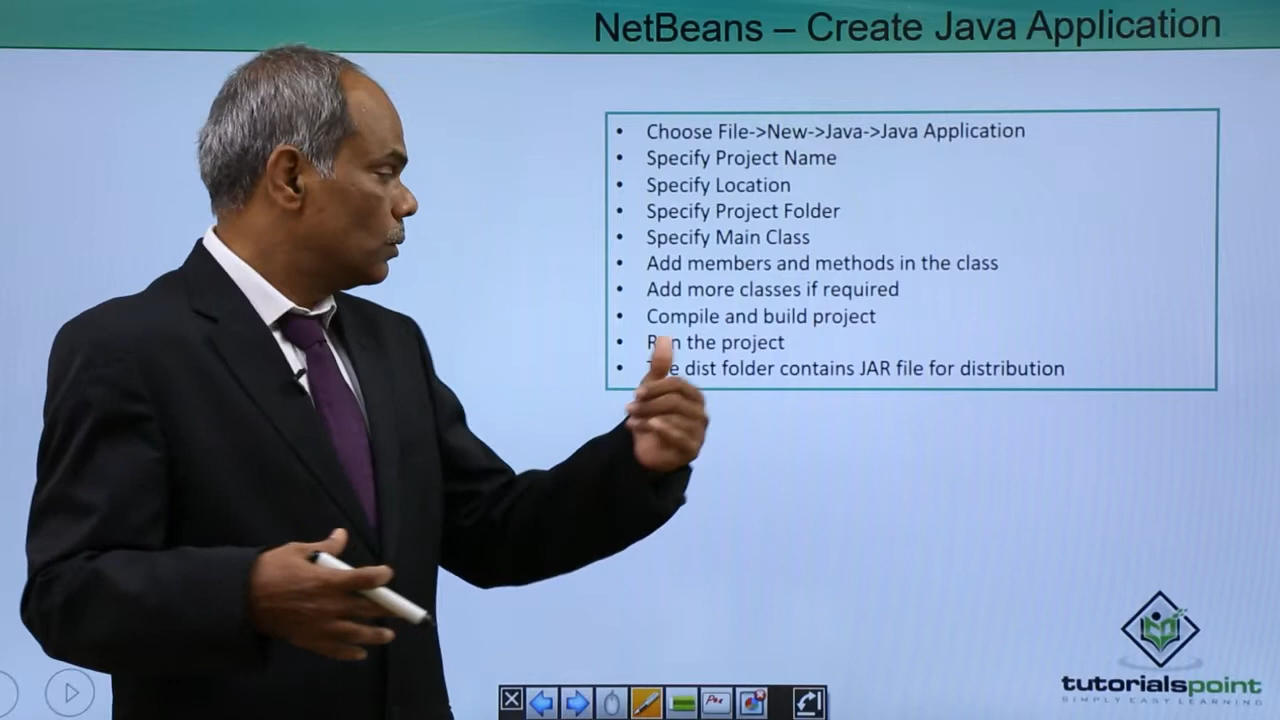 NetBeans – Create Java Application
• Choose File->New->Java->Java Application
• Specify Project Name
• Specify Location
• Specify Project Folder
• Specify Main Class
• Add members and methods in the class
• Add more classes if required
• Compile and build project
• the project
• dist folder contains JAR file for distribution
tutorialspoint
SIMPLY EASY LEARNING